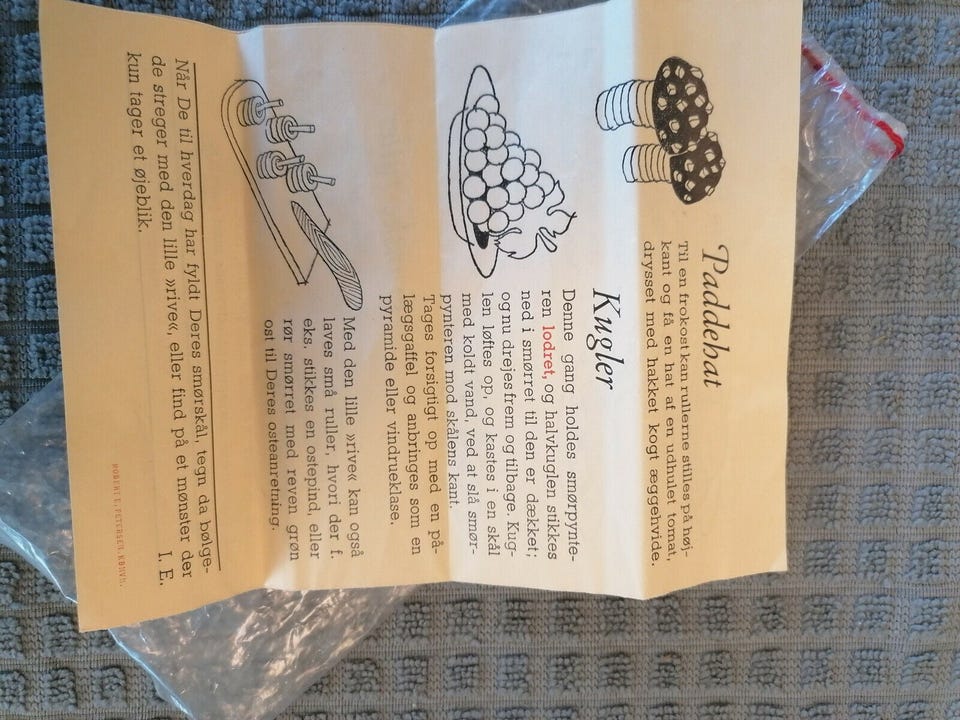 Paddehat
Til en frokost kan rullerne stilles på høj-
kant og få en hat af en udhulet tomat,
drysset med hakket kogt æggehvide.
Kugler
Denne gang holdes smørpynte-
ren lodret, og halvkuglen stikkes
ned i smørret til den er dækket;
og nu drejes frem og tilbage. Kug-
len løftes op, og kastes i en skål
med koldt vand, ved at slå smør-
pynteren mod skålens kant.
Tages forsigtigt op med en på-
lægsgaffel og anbringes som en
pyramide eller vindrueklase.
Med den lille »rive« kan også
laves små ruller, hvori der f.
eks. stikkes en ostepind, eller
rør smørret med reven grøn
ost til Deres osteanretning.
Når De til hverdag har fyldt Deres smørskål, tegn da bølge-
de streger med den lille »rive«, eller find på et mønster der
kun tager et øjeblik.
I. E.
ROBERT E. PETERSEN. KBHVN.